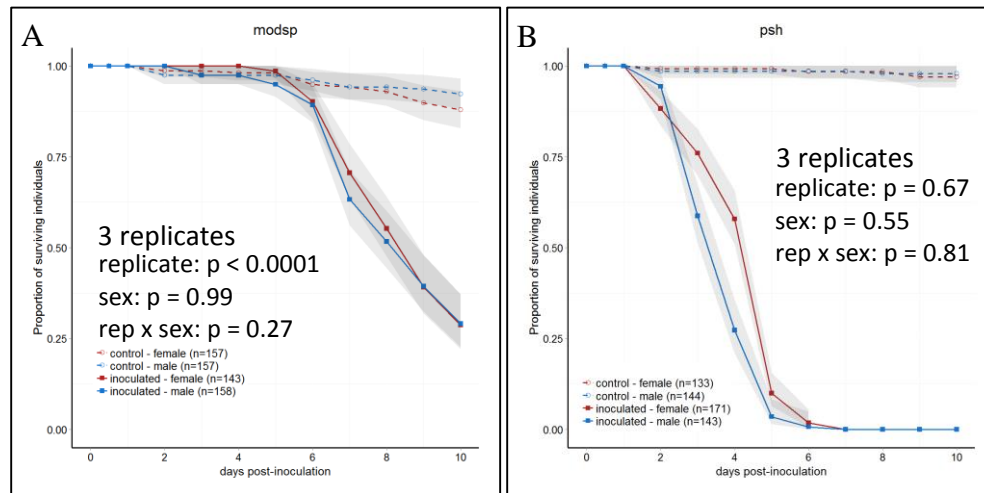 A
modsp
Proportion of surviving individuals
1.00
0.75
0.50
0.25
0.00
3 replicates
replicate: p < 0.0001
sex: p = 0.99
rep x sex: p = 0.27
control - female (n=157)
control - male (n=157)
inoculated - female (n=143)
inoculated - male (n=158)
0 2 4 6 8 10
days post-inoculation
B
psh
Proportion of surviving individuals
1.00
0.75
0.50
0.25
0.00
3 replicates
replicate: p = 0.67
sex: p = 0.55
rep x sex: p = 0.81
control - female (n=133)
control - male (n=144)
inoculated - female (n=171)
inoculated - male (n=143)
0 2 4 6 8 10
days post-inoculation